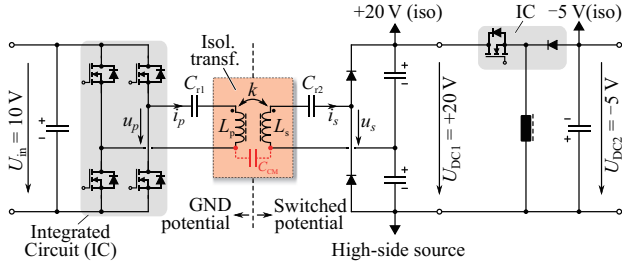 +20 V (iso)
IC
−5 V(iso)
Isol.
transf.
C_r1
k
C_r2
U_in = 10 V
u_p
i_p
L_p
L_s
i_s
u_s
C_CM
U_DC1 = +20 V
U_DC2 = −5 V
Integrated
Circuit (IC)
GND
potential
Switched
potential
High-side source